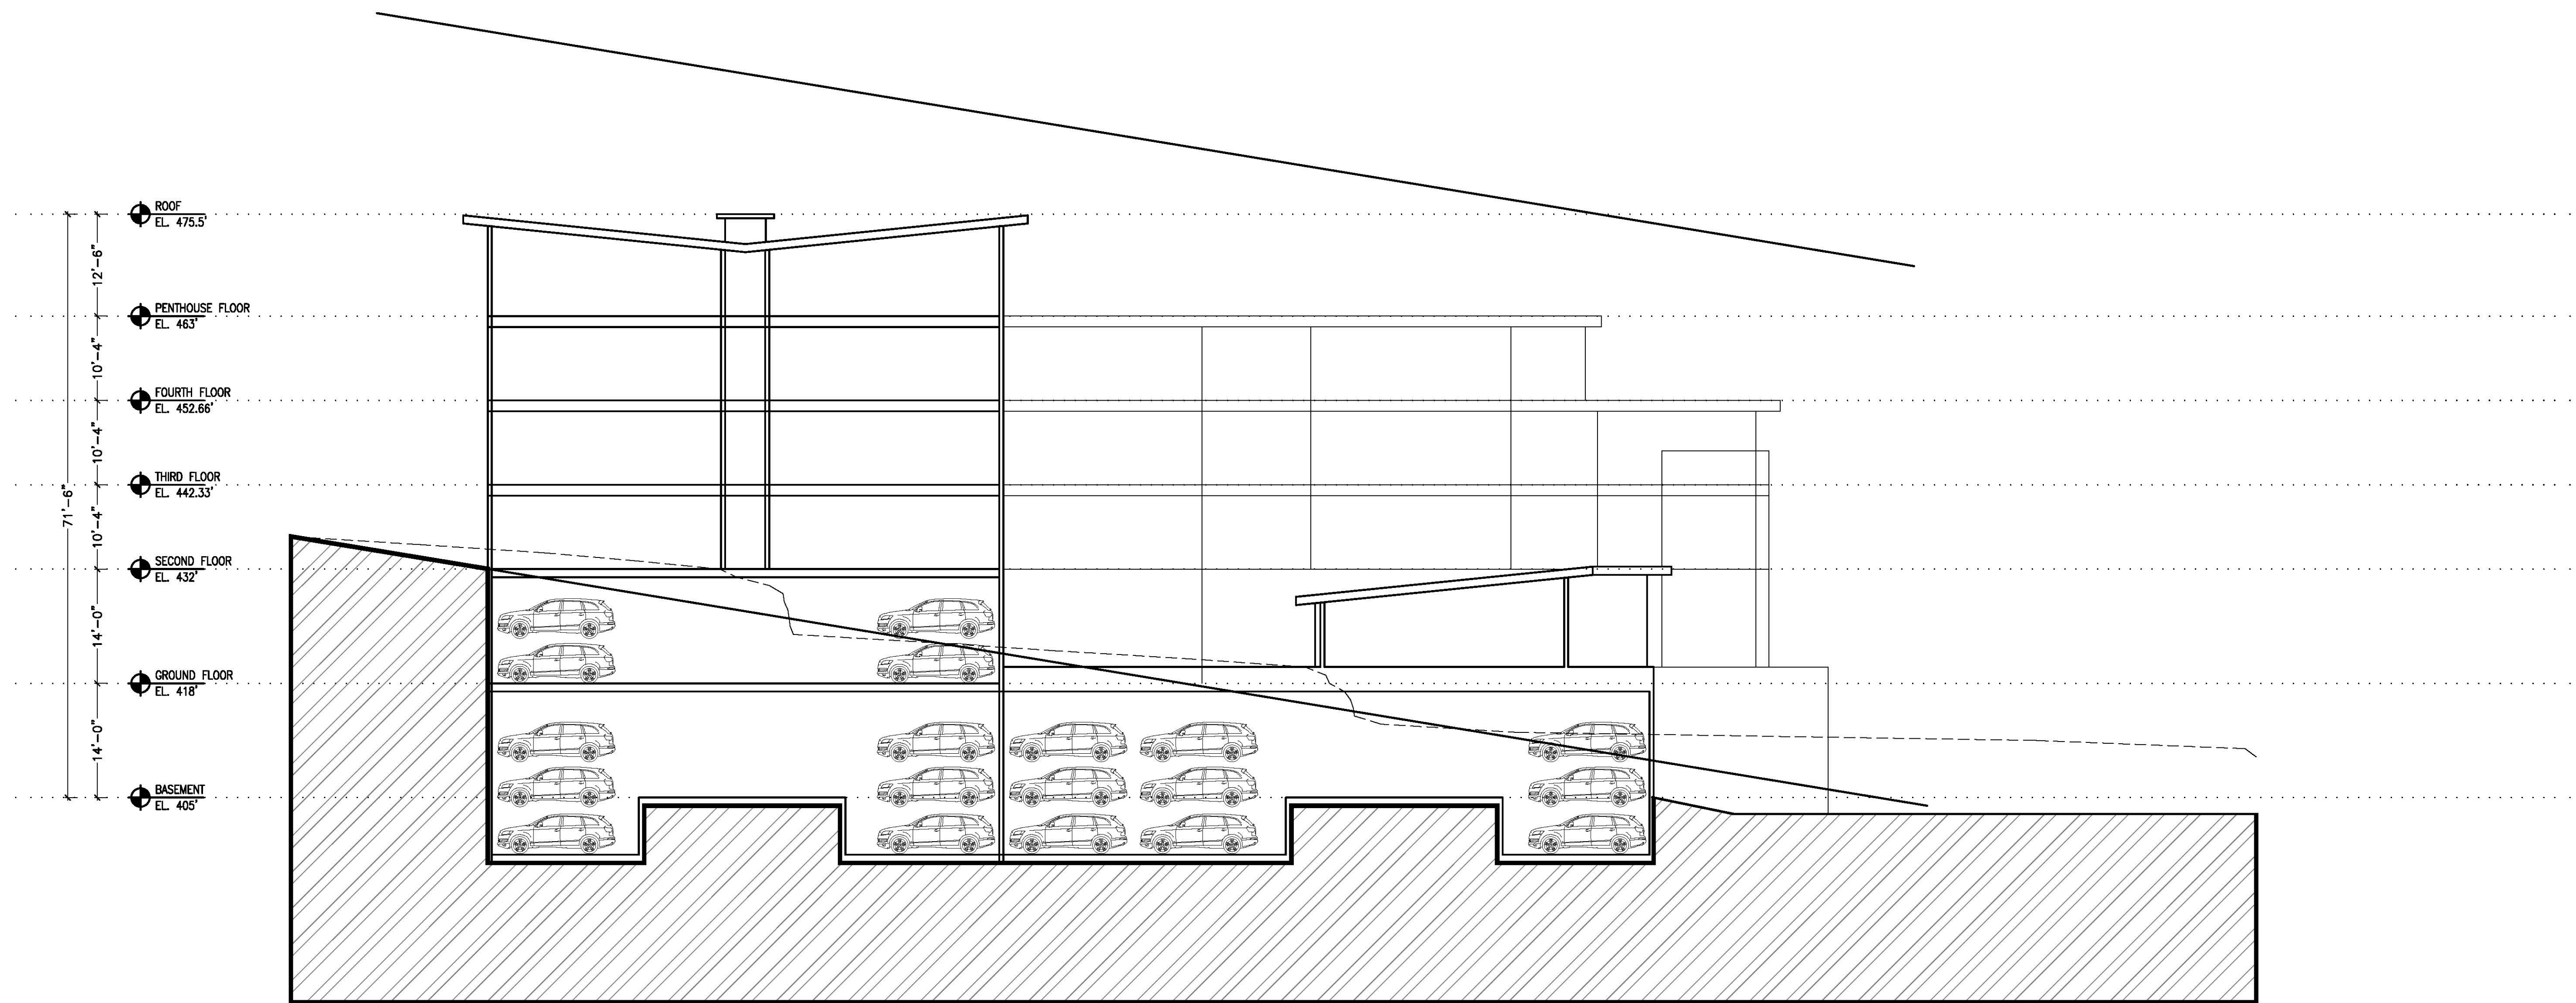 ROOF
EL. 475.5'
12'-6"
PENTHOUSE FLOOR
EL. 463'
10'-4"
FOURTH FLOOR
EL. 452.66'
10'-4"
THIRD FLOOR
EL. 442.33'
71'-6"
10'-4"
SECOND FLOOR
EL. 432'
14'-0"
GROUND FLOOR
EL. 418'
14'-0"
BASEMENT
EL. 405'